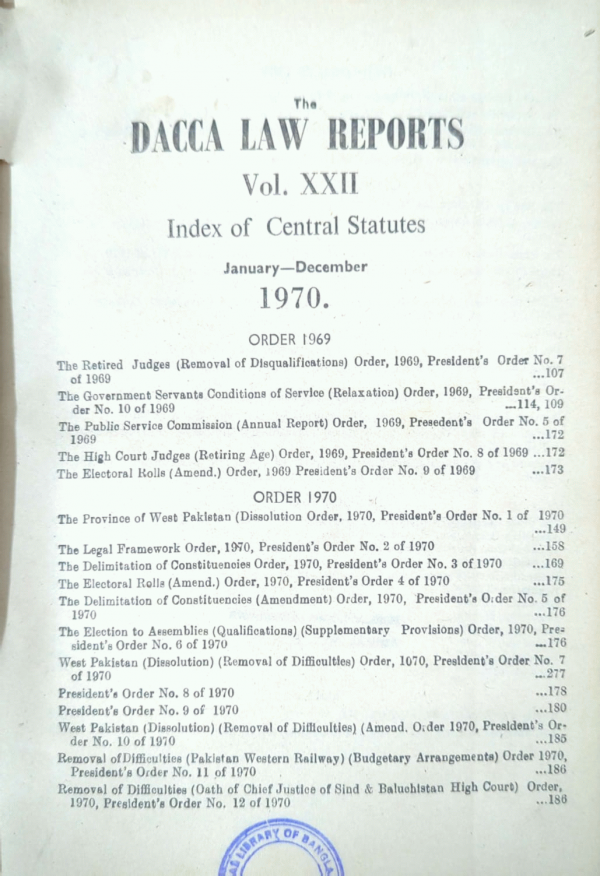 The
DACCA LAW REPORTS
Vol. XXII
Index of Central Statutes
January—December
1970.
ORDER 1969
The Retired Judges (Removal of Disqualifications) Order, 1969, President's Order No. 7
of 1969 ...107
The Government Servants Conditions of Service (Relaxation) Order, 1969, President's Or-
der No. 10 of 1969 ...114, 109
The Public Service Commission (Annual Report) Order, 1969, Presedent's Order No. 5 of
1969 ...172
The High Court Judges (Retiring Age) Order, 1969, President's Order No. 8 of 1969 ...172
The Electoral Rolls (Amend.) Order, 1969 President's Order No. 9 of 1969 ...173
ORDER 1970
The Province of West Pakistan (Dissolution Order, 1970, President's Order No. 1 of 1970
...149
The Legal Framework Order, 1970, President's Order No. 2 of 1970 ...158
The Delimitation of Constituencies Order, 1970, President's Order No. 3 of 1970 ...169
The Electoral Rolls (Amend.) Order, 1970, President's Order 4 of 1970 ...175
The Delimitation of Constituencies (Amendment) Order, 1970, President's Order No. 5 of
1970 ...176
The Election to Assemblies (Qualifications) (Supplementary Provisions) Order, 1970, Pre-
sident's Order No. 6 of 1970 ...176
West Pakistan (Dissolution) (Removal of Difficulties) Order, 1070, President's Order No. 7
of 1970 ...277
President's Order No. 8 of 1970 ...178
President's Order No. 9 of 1970 ...180
West Pakistan (Dissolution) (Removal of Difficulties) (Amend. Order 1970, President's Or-
der No. 10 of 1970 ...185
Removal of Difficulties (Pakistan Western Railway) (Budgetary Arrangements) Order 1970,
President's Order No. 11 of 1970 ...186
Removal of Difficulties (Oath of Chief Justice of Sind & Baluchistan High Court) Order,
1970, President's Order No. 12 of 1970 ...186
LIBRARY OF BANGLA